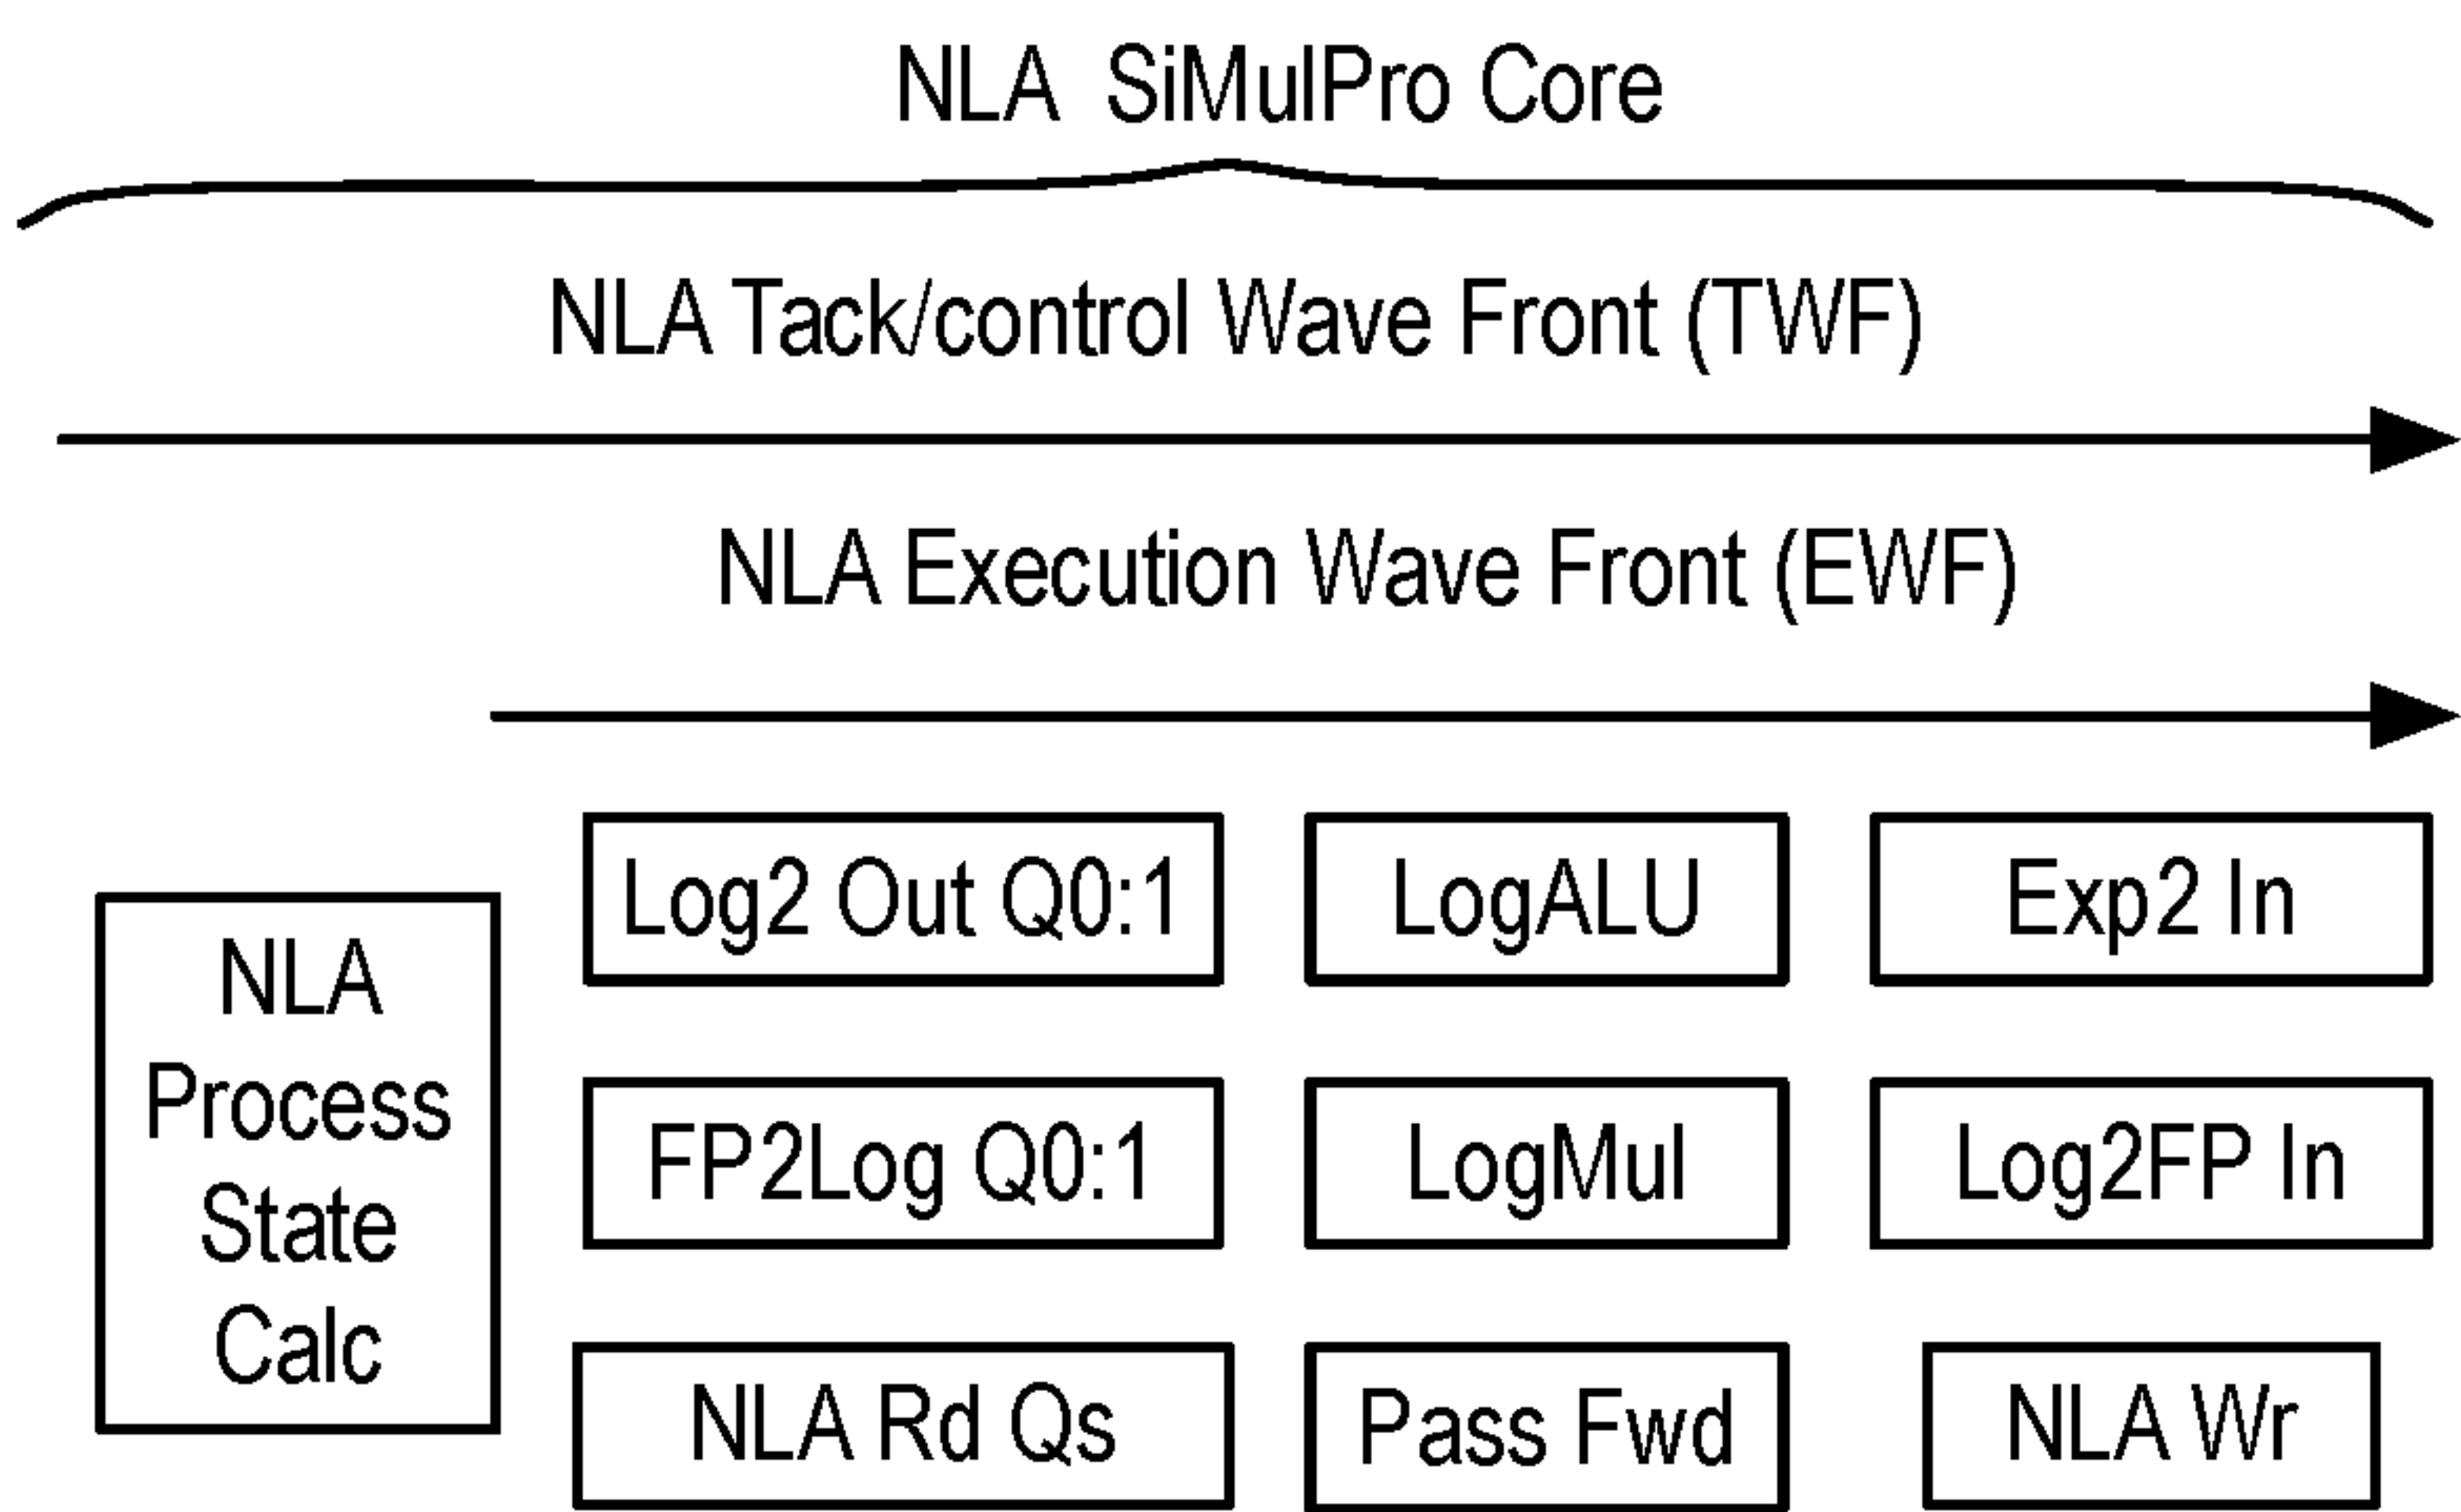 NLA SiMulPro Core
NLA Tack/control Wave Front (TWF)
NLA Execution Wave Front (EWF)
NLA
Process
State
Calc
Log2 Out Q0:1
LogALU
Exp2 In
FP2Log Q0:1
LogMul
Log2FP In
NLA Rd Qs
Pass Fwd
NLA Wr